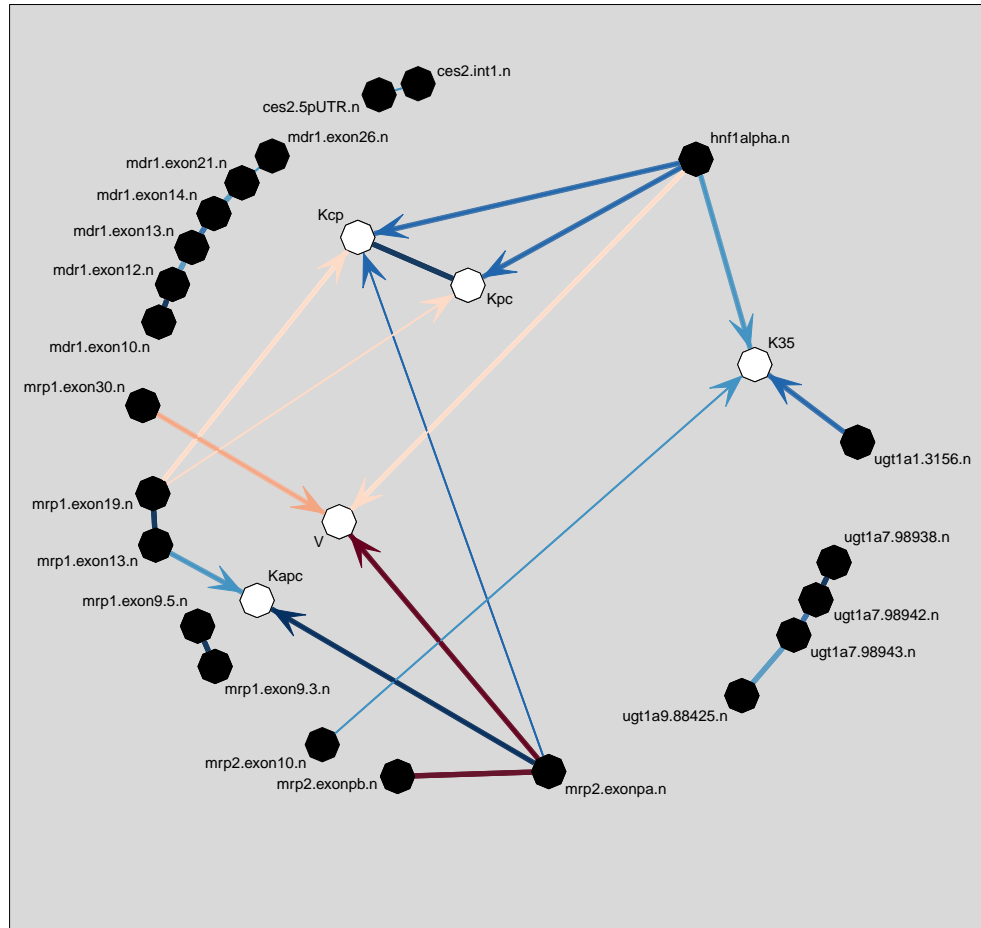 ces2.int1.n
ces2.5pUTR.n
mdr1.exon26.n
hnf1alpha.n
mdr1.exon21.n
mdr1.exon14.n
Kcp
mdr1.exon13.n
mdr1.exon12.n
Kpc
K35
mdr1.exon10.n
mrp1.exon30.n
ugt1a1.3156.n
mrp1.exon19.n
ugt1a7.98938.n
V
mrp1.exon13.n
Kapc
mrp1.exon9.5.n
ugt1a7.98942.n
ugt1a7.98943.n
mrp1.exon9.3.n
ugt1a9.88425.n
mrp2.exon10.n
mrp2.exonpb.n
mrp2.exonpa.n